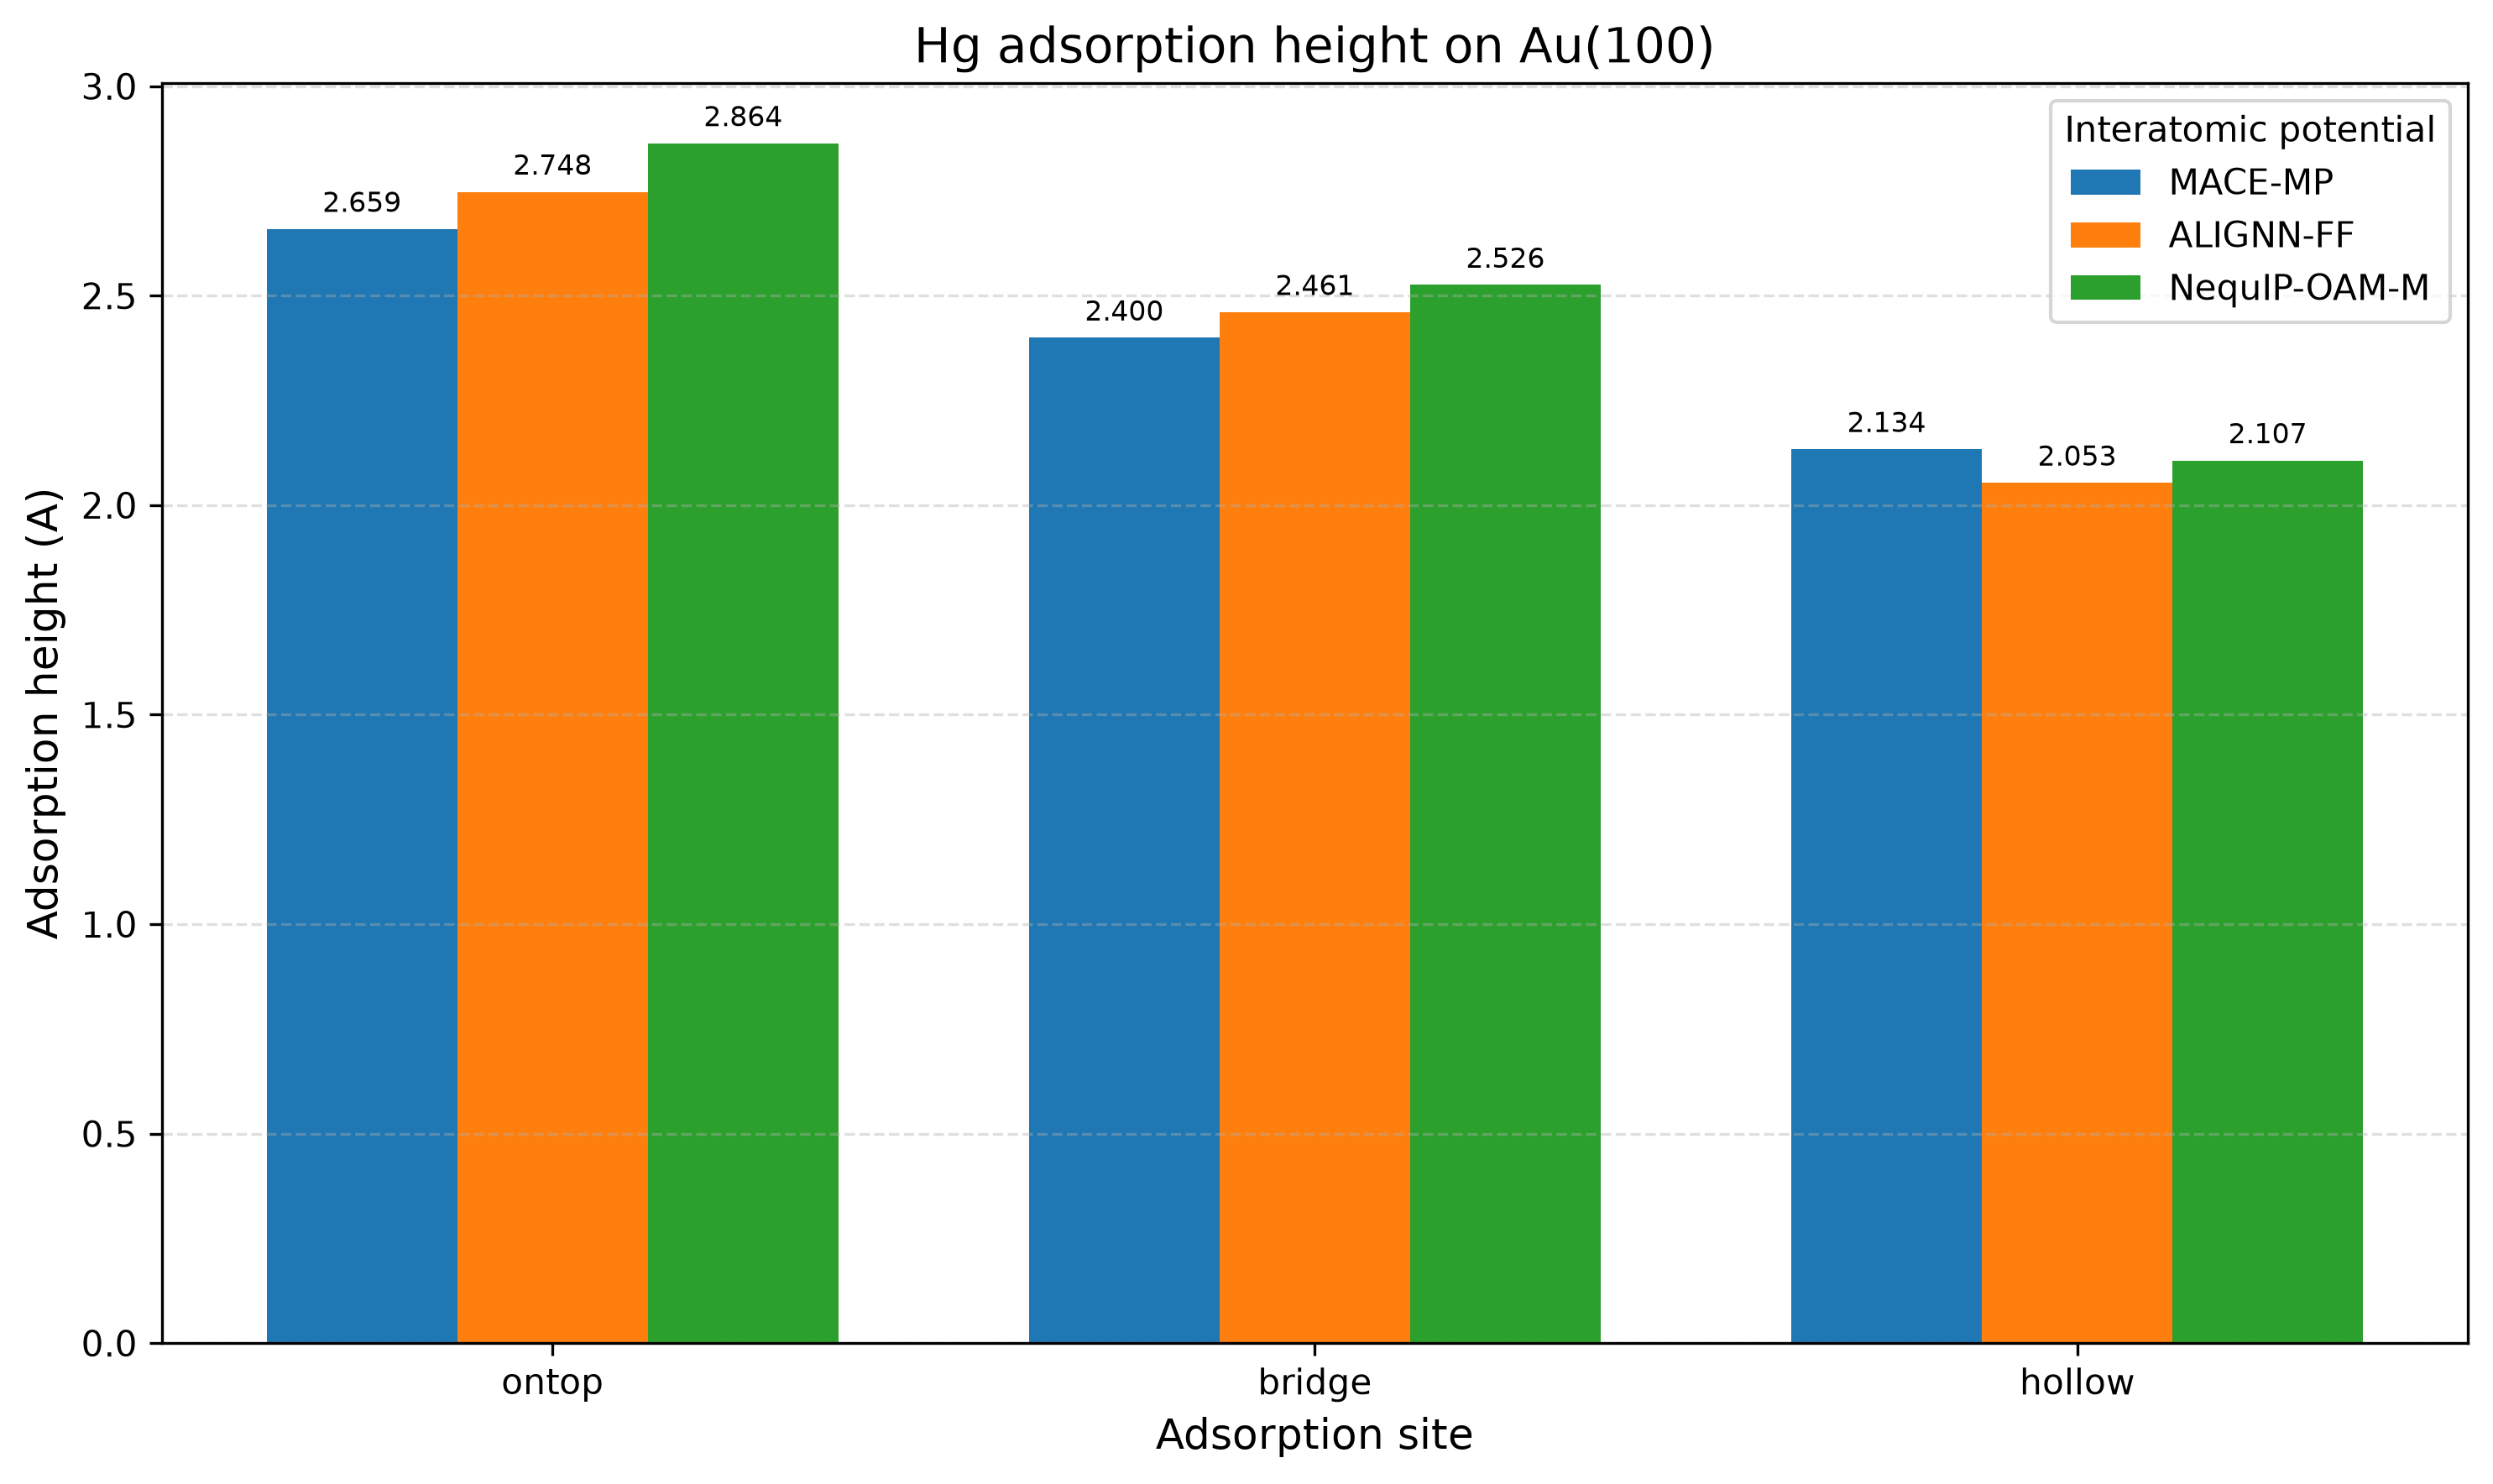 Hg adsorption height on Au(100)
Adsorption height (A)
3.0
2.5
2.0
1.5
1.0
0.5
0.0
2.659
2.748
2.864
2.400
2.461
2.526
2.134
2.053
2.107
Interatomic potential
MACE-MP
ALIGNN-FF
NequIP-OAM-M
ontop
bridge
hollow
Adsorption site